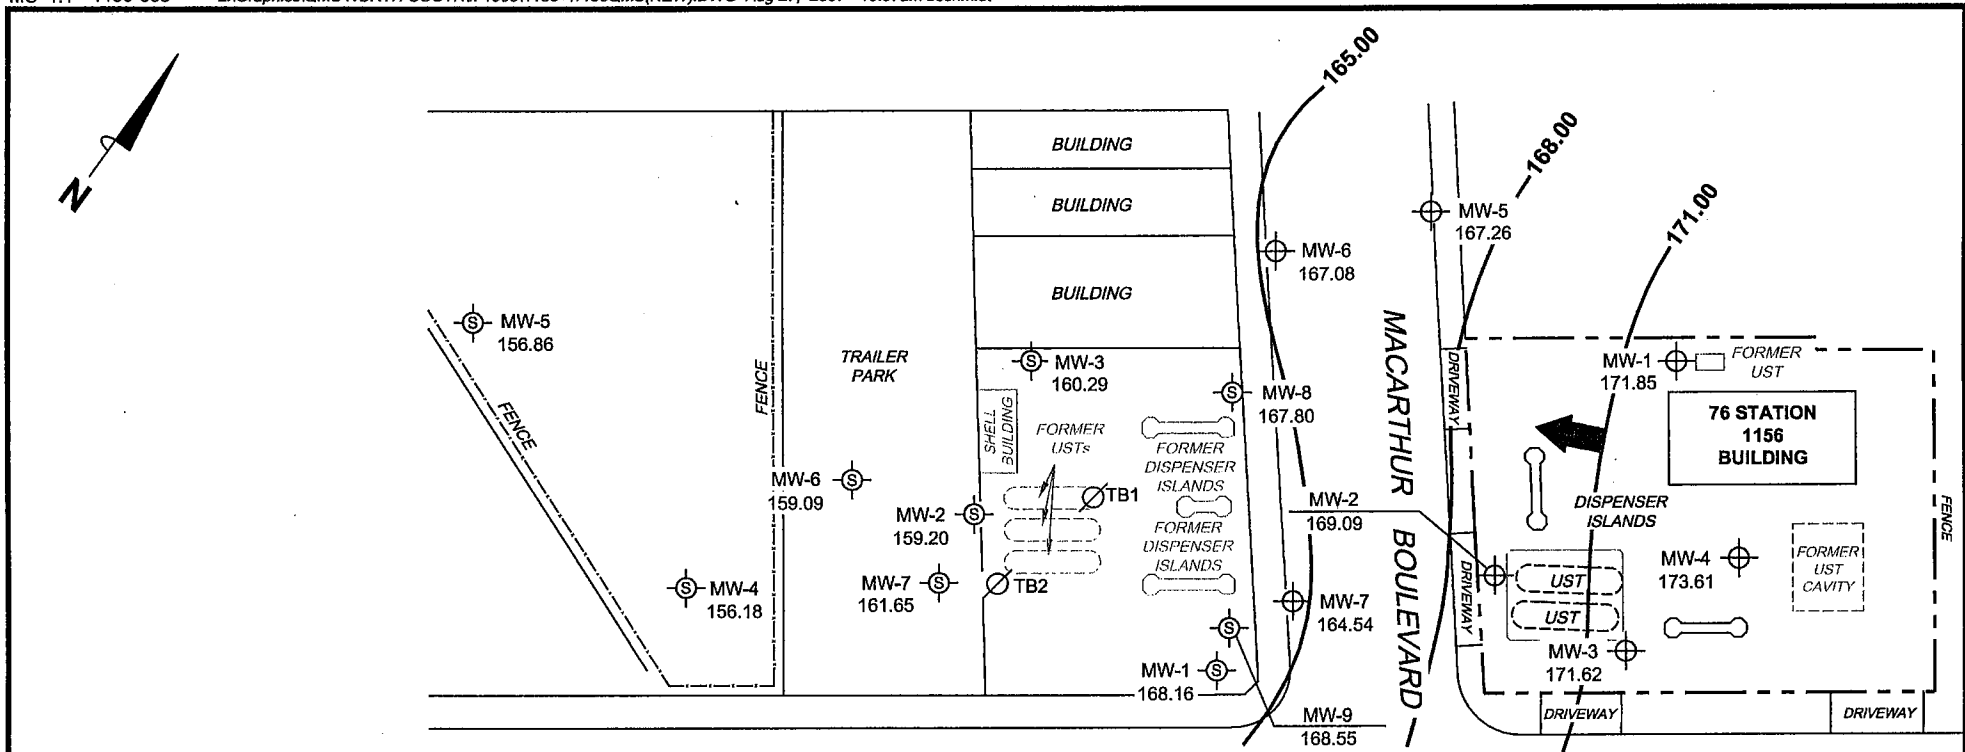 N
165.00
168.00
171.00
BUILDING
BUILDING
BUILDING
MW-5
167.26
MW-6
167.08
MACARTHUR BOULEVARD
MW-5
156.86
FENCE
FENCE
TRAILER
PARK
MW-3
160.29
SHELL
BUILDING
FORMER
USTs
MW-8
167.80
FORMER
DISPENSER
ISLANDS
FORMER
DISPENSER
ISLANDS
DRIVEWAY
MW-1
171.85
FORMER
UST
76 STATION
1156
BUILDING
DISPENSER
ISLANDS
FENCE
MW-6
159.09
MW-2
159.20
TB1
TB2
MW-2
169.09
MW-4
156.18
MW-7
161.65
MW-7
164.54
DRIVEWAY
UST
UST
MW-4
173.61
FORMER
UST
CAVITY
MW-1
168.16
MW-3
171.62
MW-9
168.55
DRIVEWAY
DRIVEWAY
S
S
S
S
S
S
S
S
S